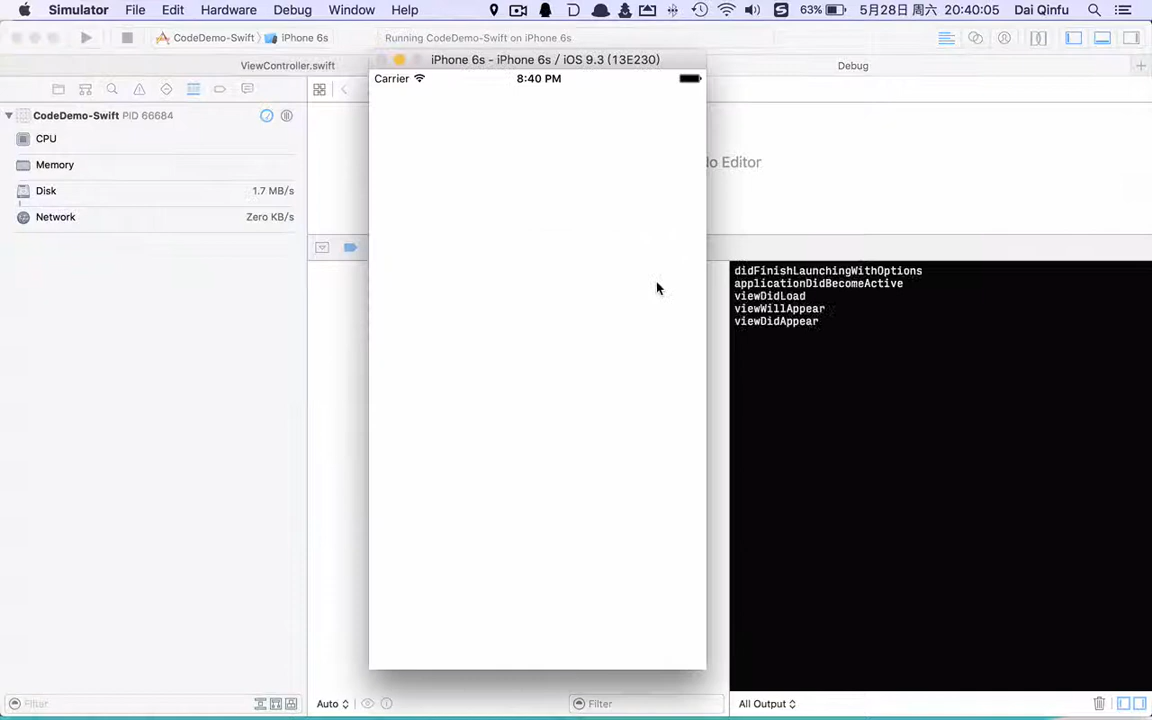 Simulator File Edit Hardware Debug Window Help 63% 5月28日 周六 20:40:05 Dai Qinfu
CodeDemo-Swift iPhone 6s Running CodeDemo-Swift on iPhone 6s
ViewController.swift Debug
iPhone 6s - iPhone 6s / iOS 9.3 (13E230)
Carrier 8:40 PM
CodeDemo-Swift PID 66684
CPU
Memory
Disk 1.7 MB/s
Network Zero KB/s
o Editor
didFinishLaunchingWithOptions
applicationDidBecomeActive
viewDidLoad
viewWillAppear
viewDidAppear
Filter Auto Filter All Output